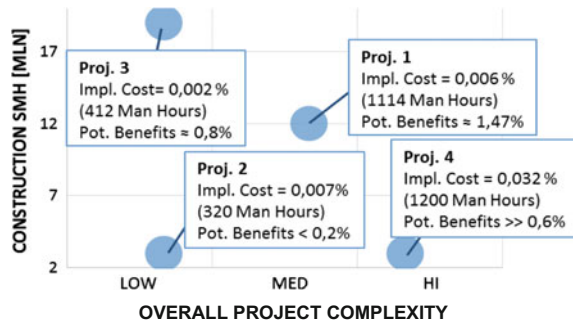 CONSTRUCTION SMH [MLN]
17
12
7
2
Proj. 3
Impl. Cost= 0,002 %
(412 Man Hours)
Pot. Benefits ≈ 0,8%
Proj. 1
Impl. Cost = 0,006 %
(1114 Man Hours)
Pot. Benefits ≈ 1,47%
Proj. 2
Impl. Cost = 0,007%
(320 Man Hours)
Pot. Benefits < 0,2%
Proj. 4
Impl. Cost = 0,032 %
(1200 Man Hours)
Pot. Benefits >> 0,6%
LOW MED HI
OVERALL PROJECT COMPLEXITY